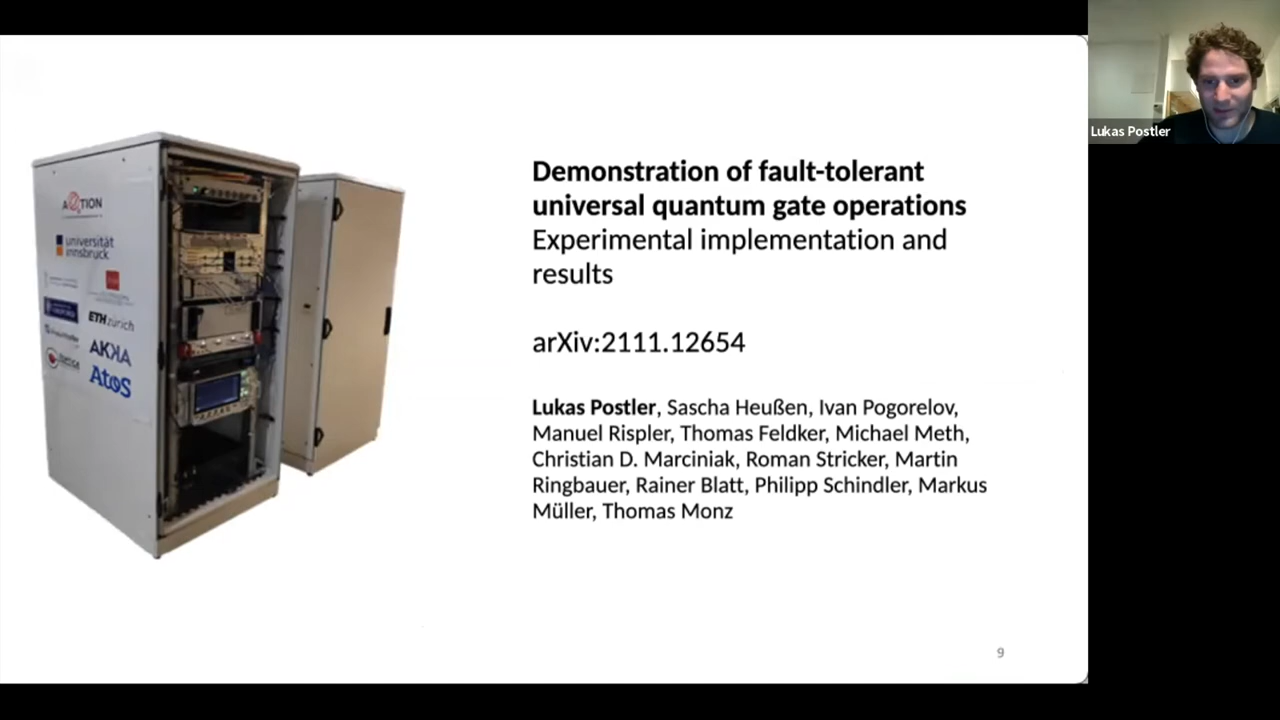 Demonstration of fault-tolerant
universal quantum gate operations
Experimental implementation and
results
arXiv:2111.12654
Lukas Postler, Sascha Heußen, Ivan Pogorelov,
Manuel Rispler, Thomas Feldker, Michael Meth,
Christian D. Marciniak, Roman Stricker, Martin
Ringbauer, Rainer Blatt, Philipp Schindler, Markus
Müller, Thomas Monz
9
Lukas Postler
universität
innsbruck
ETH zürich
AKKA
Atos